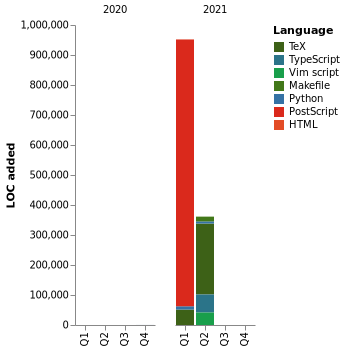 2020
2021
LOC added
1,000,000
900,000
800,000
700,000
600,000
500,000
400,000
300,000
200,000
100,000
0
Q1 Q2 Q3 Q4
Q1 Q2 Q3 Q4
Language
TeX
TypeScript
Vim script
Makefile
Python
PostScript
HTML